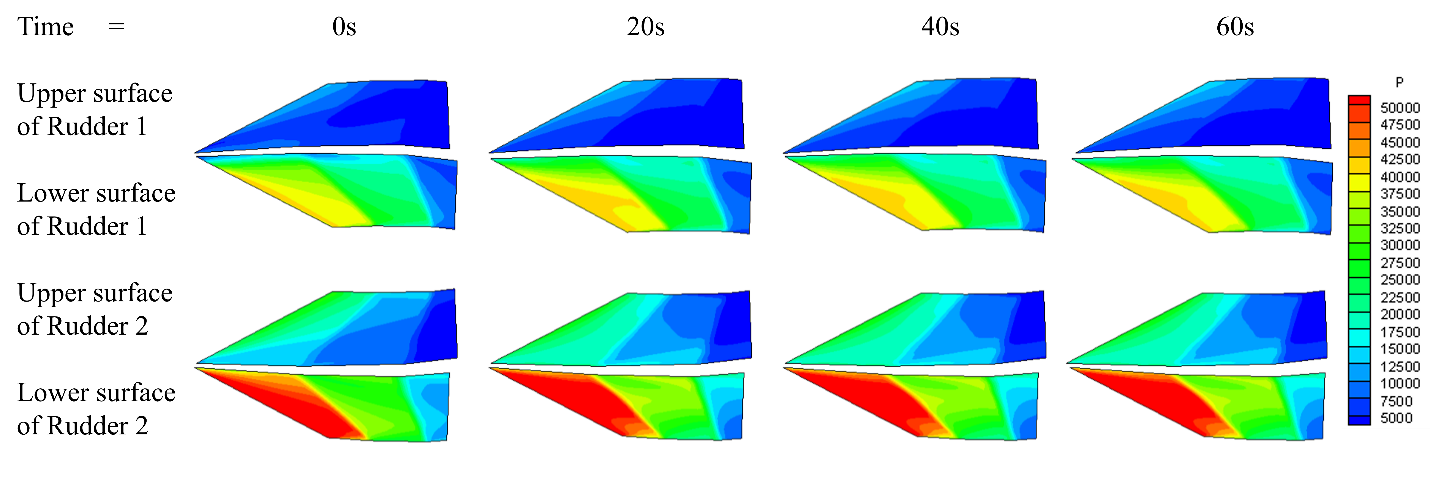 Time = 0s 20s 40s 60s
Upper surface
of Rudder 1
Lower surface
of Rudder 1
Upper surface
of Rudder 2
Lower surface
of Rudder 2
P
50000
47500
45000
42500
40000
37500
35000
32500
30000
27500
25000
22500
20000
17500
15000
12500
10000
7500
5000